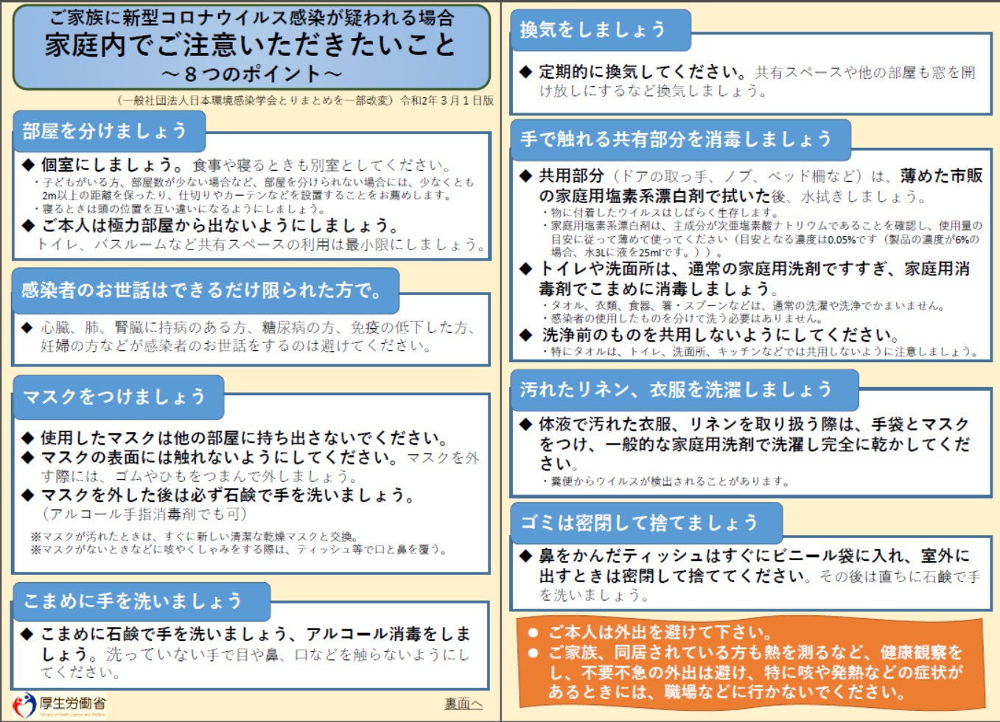 ご家族に新型コロナウイルス感染が疑われる場合
家庭内でご注意いただきたいこと
～８つのポイント～
（一般社団法人日本環境感染学会とりまとめを一部改変）令和2年３月１日版
部屋を分けましょう
◆ 個室にしましょう。食事や寝るときも別室としてください。
・子どもがいる方、部屋数が少ない場合など、部屋を分けられない場合には、少なくとも
2m以上の距離を保ったり、仕切りやカーテンなどを設置することをお薦めします。
・寝るときは頭の位置を互い違いになるようにしましょう。
◆ ご本人は極力部屋から出ないようにしましょう。
トイレ、バスルームなど共有スペースの利用は最小限にしましょう。
感染者のお世話はできるだけ限られた方で。
◆ 心臓、肺、腎臓に持病のある方、糖尿病の方、免疫の低下した方、
妊婦の方などが感染者のお世話をするのは避けてください。
マスクをつけましょう
◆ 使用したマスクは他の部屋に持ち出さないでください。
◆ マスクの表面には触れないようにしてください。マスクを外
す際には、ゴムやひもをつまんで外しましょう。
◆ マスクを外した後は必ず石鹸で手を洗いましょう。
（アルコール手指消毒剤でも可）
※マスクが汚れたときは、すぐに新しい清潔な乾燥マスクと交換。
※マスクがないときなどに咳やくしゃみをする際は、ティッシュ等で口と鼻を覆う。
こまめに手を洗いましょう
◆ こまめに石鹸で手を洗いましょう、アルコール消毒をしま
しょう。洗っていない手で目や鼻、口などを触らないようにし
てください。
厚生労働省
Ministry of Health, Labour and Welfare
裏面へ
換気をしましょう
◆ 定期的に換気してください。共有スペースや他の部屋も窓を開
け放しにするなど換気しましょう。
手で触れる共有部分を消毒しましょう
◆ 共用部分（ドアの取っ手、ノブ、ベッド柵など）は、薄めた市販
の家庭用塩素系漂白剤で拭いた後、水拭きしましょう。
・物に付着したウイルスはしばらく生存します。
・家庭用塩素系漂白剤は、主成分が次亜塩素酸ナトリウムであることを確認し、使用量の
目安に従って薄めて使ってください（目安となる濃度は0.05%です（製品の濃度が6%の
場合、水3Lに液を25mlです。)））。
◆ トイレや洗面所は、通常の家庭用洗剤ですすぎ、家庭用消
毒剤でこまめに消毒しましょう。
・タオル、衣類、食器、箸・スプーンなどは、通常の洗濯や洗浄でかまいません。
・感染者の使用したものを分けて洗う必要はありません。
◆ 洗浄前のものを共用しないようにしてください。
・特にタオルは、トイレ、洗面所、キッチンなどでは共用しないように注意しましょう。
汚れたリネン、衣服を洗濯しましょう
◆ 体液で汚れた衣服、リネンを取り扱う際は、手袋とマスク
をつけ、一般的な家庭用洗剤で洗濯し完全に乾かしてくだ
さい。
・糞便からウイルスが検出されることがあります。
ゴミは密閉して捨てましょう
◆ 鼻をかんだティッシュはすぐにビニール袋に入れ、室外に
出すときは密閉して捨ててください。その後は直ちに石鹸で手
を洗いましょう。
● ご本人は外出を避けて下さい。
● ご家族、同居されている方も熱を測るなど、健康観察を
し、不要不急の外出は避け、特に咳や発熱などの症状が
あるときには、職場などに行かないでください。